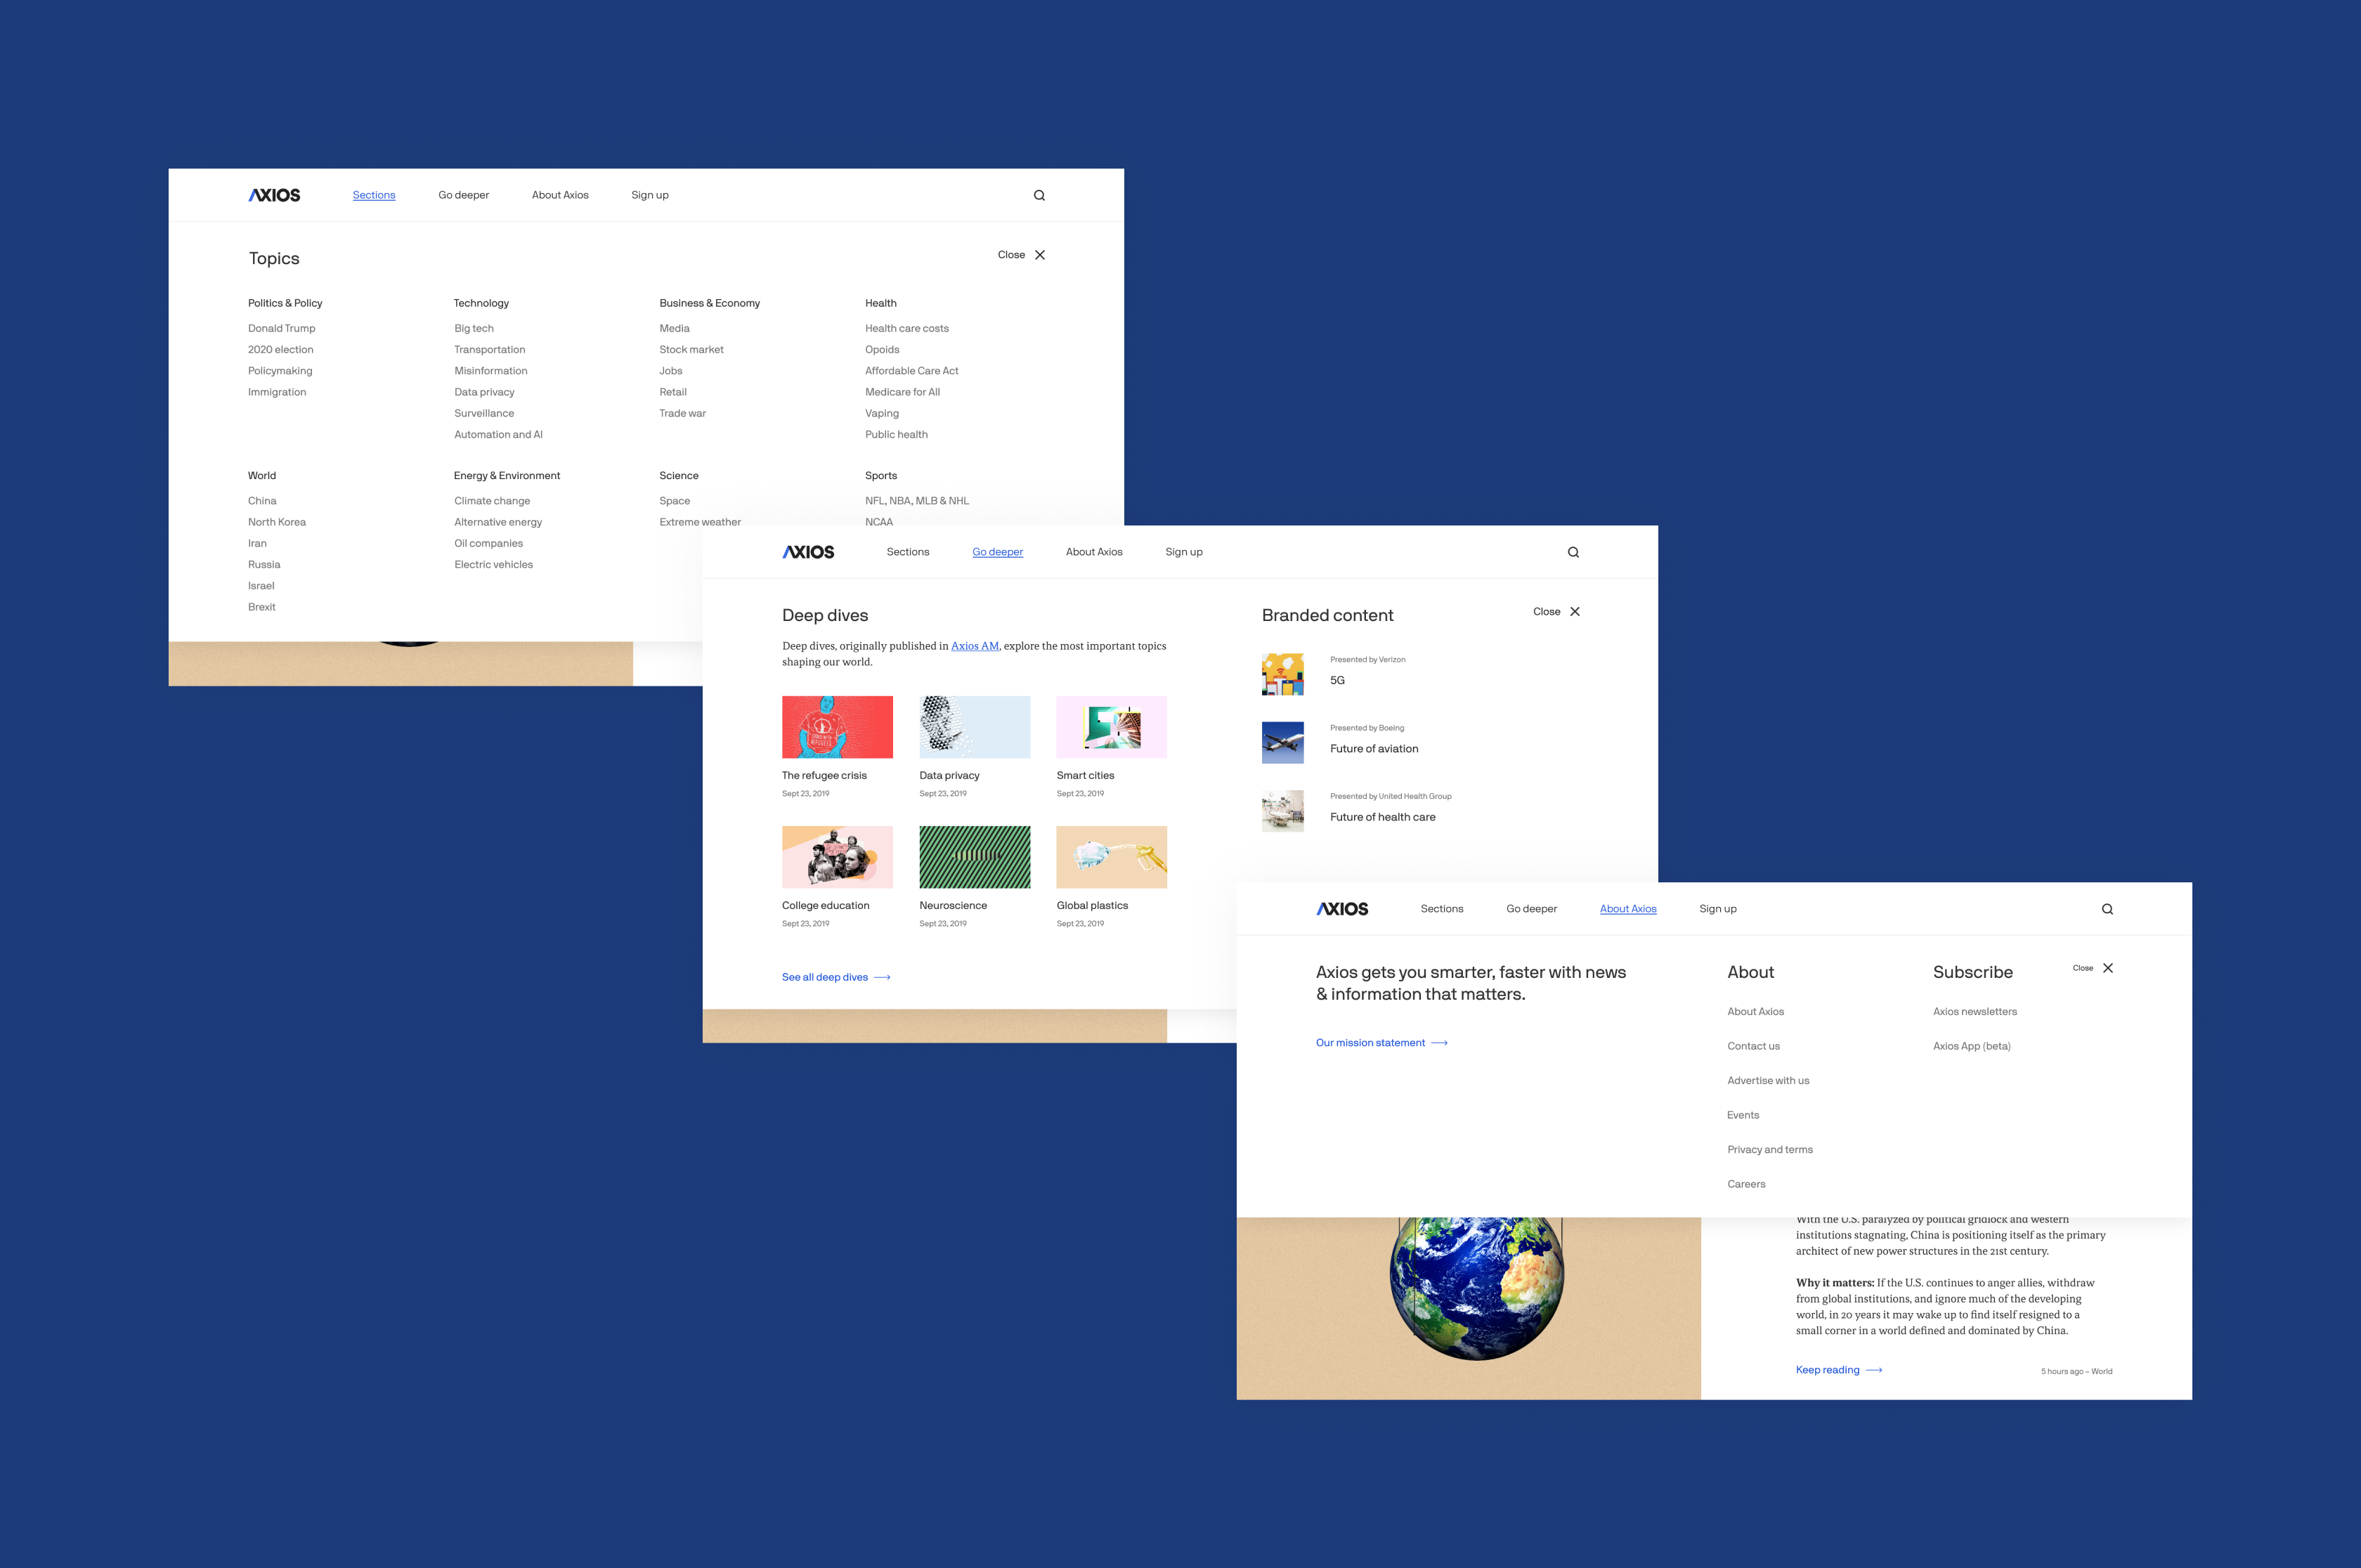 AXIOS Sections Go deeper About Axios Sign up
Topics
Close
Politics & Policy
Donald Trump
2020 election
Policymaking
Immigration
Technology
Big tech
Transportation
Misinformation
Data privacy
Surveillance
Automation and AI
Business & Economy
Media
Stock market
Jobs
Retail
Trade war
Health
Health care costs
Opoids
Affordable Care Act
Medicare for All
Vaping
Public health
World
China
North Korea
Iran
Russia
Israel
Brexit
Energy & Environment
Climate change
Alternative energy
Oil companies
Electric vehicles
Science
Space
Extreme weather
Sports
NFL, NBA, MLB & NHL
NCAA
AXIOS Sections Go deeper About Axios Sign up
Deep dives
Deep dives, originally published in Axios AM, explore the most important topics
shaping our world.
The refugee crisis
Sept 23, 2019
Data privacy
Sept 23, 2019
Smart cities
Sept 23, 2019
College education
Sept 23, 2019
Neuroscience
Sept 23, 2019
Global plastics
Sept 23, 2019
See all deep dives
Branded content
Close
Presented by Verizon
5G
Presented by Boeing
Future of aviation
Presented by United Health Group
Future of health care
AXIOS Sections Go deeper About Axios Sign up
Axios gets you smarter, faster with news
& information that matters.
Our mission statement
About
About Axios
Contact us
Advertise with us
Events
Privacy and terms
Careers
Subscribe
Axios newsletters
Axios App (beta)
Close
With the U.S. paralyzed by political gridlock and western
institutions stagnating, China is positioning itself as the primary
architect of new power structures in the 21st century.
Why it matters: If the U.S. continues to anger allies, withdraw
from global institutions, and ignore much of the developing
world, in 20 years it may wake up to find itself resigned to a
small corner in a world defined and dominated by China.
Keep reading
5 hours ago – World